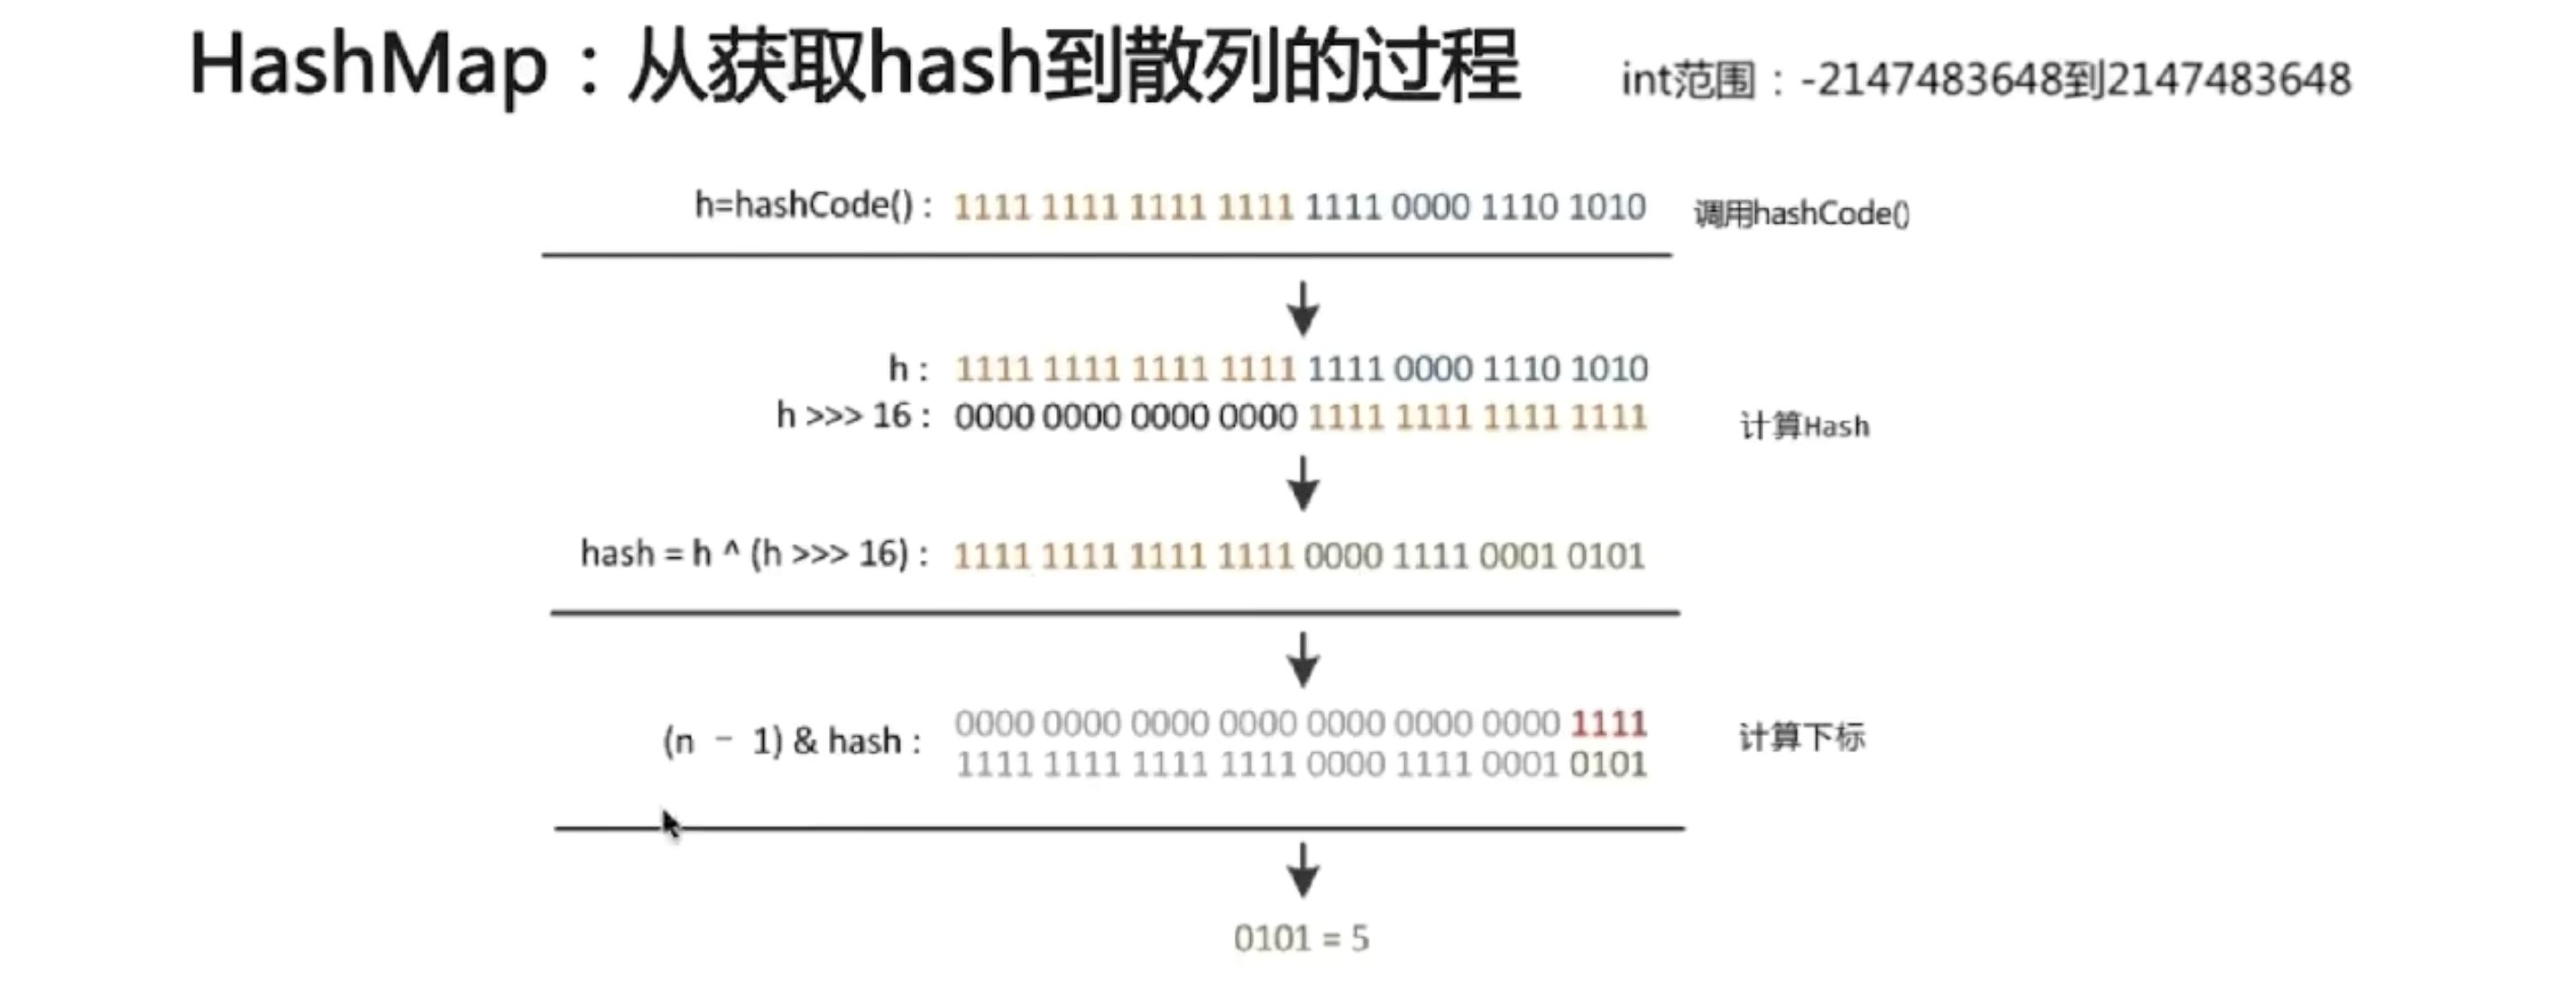 HashMap：从获取hash到散列的过程 int范围：-2147483648到2147483648
h=hashCode() : 1111 1111 1111 1111 1111 0000 1110 1010 调用hashCode()
h : 1111 1111 1111 1111 1111 0000 1110 1010
h >>> 16 : 0000 0000 0000 0000 1111 1111 1111 1111 计算Hash
hash = h ^ (h >>> 16) : 1111 1111 1111 1111 0000 1111 0001 0101
0000 0000 0000 0000 0000 0000 0000 1111
(n － 1) & hash : 计算下标
1111 1111 1111 1111 0000 1111 0001 0101
0101 = 5